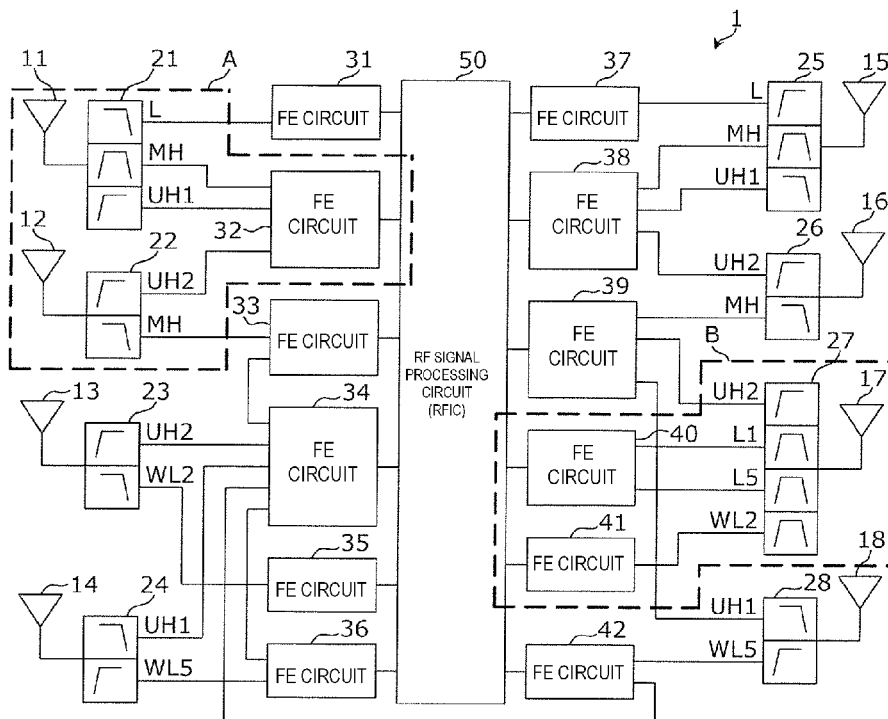 1
11
21
A
31
50
37
25
15
L
FE CIRCUIT
FE CIRCUIT
L
MH
38
MH
UH1
FE
CIRCUIT
32
FE
CIRCUIT
UH1
12
22
26
16
UH2
UH2
33
39
MH
FE
CIRCUIT
FE
CIRCUIT
MH
RF SIGNAL
PROCESSING
CIRCUIT
(RFIC)
B
27
13
23
34
UH2
17
UH2
FE
CIRCUIT
40
L1
WL2
FE
CIRCUIT
L5
35
41
WL2
FE CIRCUIT
FE CIRCUIT
18
14
24
28
UH1
UH1
36
42
WL5
FE CIRCUIT
FE CIRCUIT
WL5